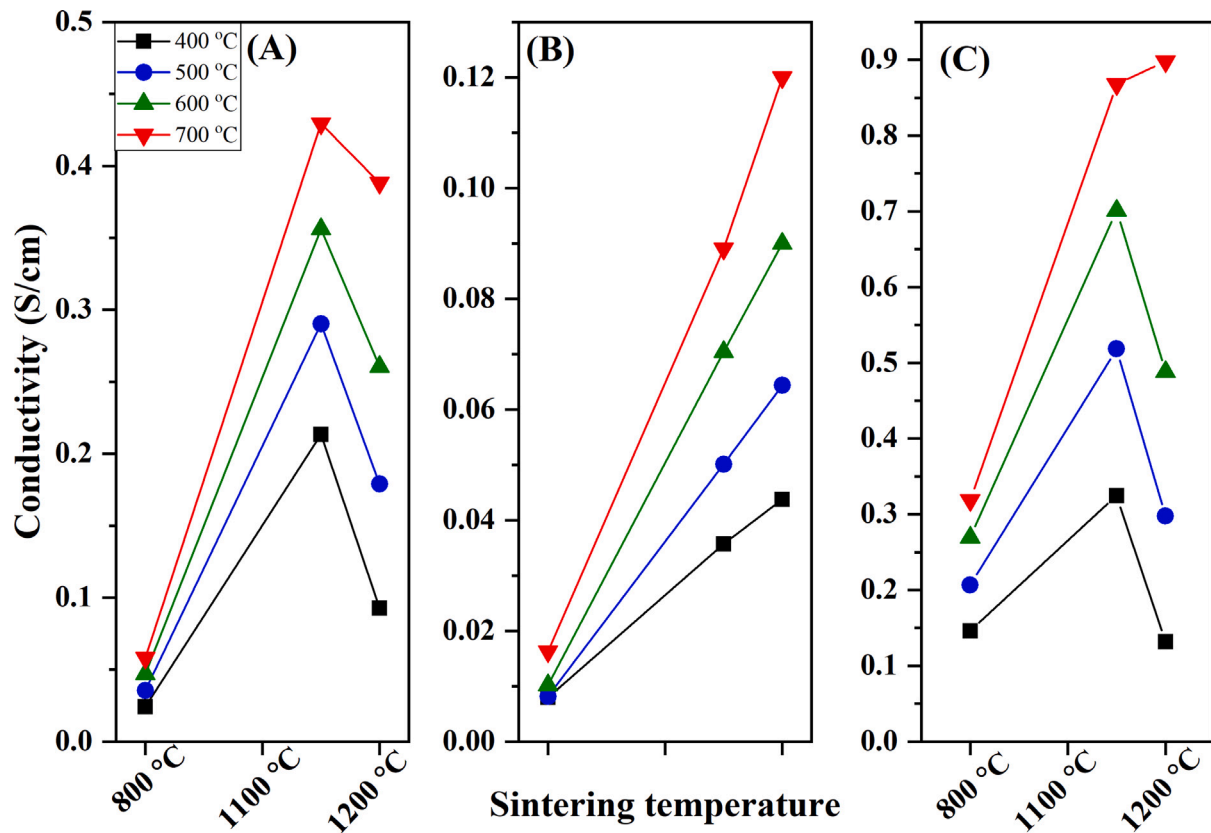 Conductivity (S/cm)
0.5
0.4
0.3
0.2
0.1
0.0
400 °C
500 °C
600 °C
700 °C
(A)
800 °C
1100 °C
1200 °C
(B)
0.12
0.10
0.08
0.06
0.04
0.02
0.00
Sintering temperature
(C)
0.9
0.8
0.7
0.6
0.5
0.4
0.3
0.2
0.1
0.0
800 °C
1100 °C
1200 °C